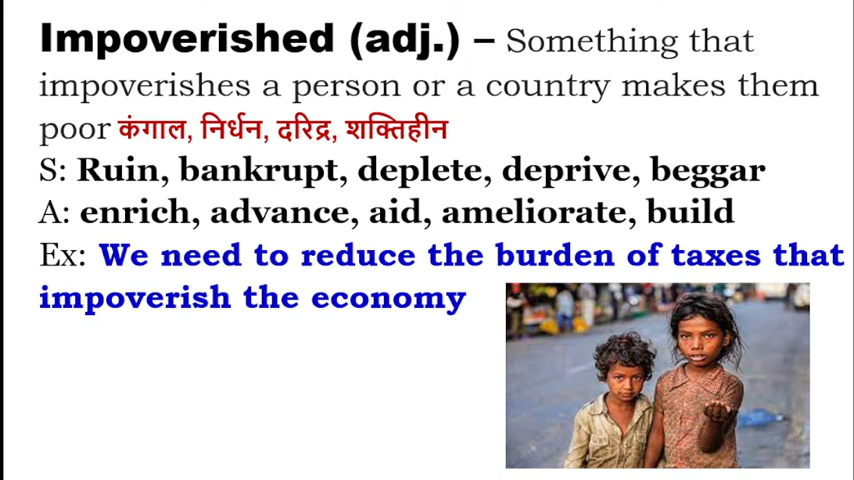 Impoverished (adj.) – Something that
impoverishes a person or a country makes them
poor कंगाल, निर्धन, दरिद्र, शक्तिहीन
S: Ruin, bankrupt, deplete, deprive, beggar
A: enrich, advance, aid, ameliorate, build
Ex: We need to reduce the burden of taxes that
impoverish the economy